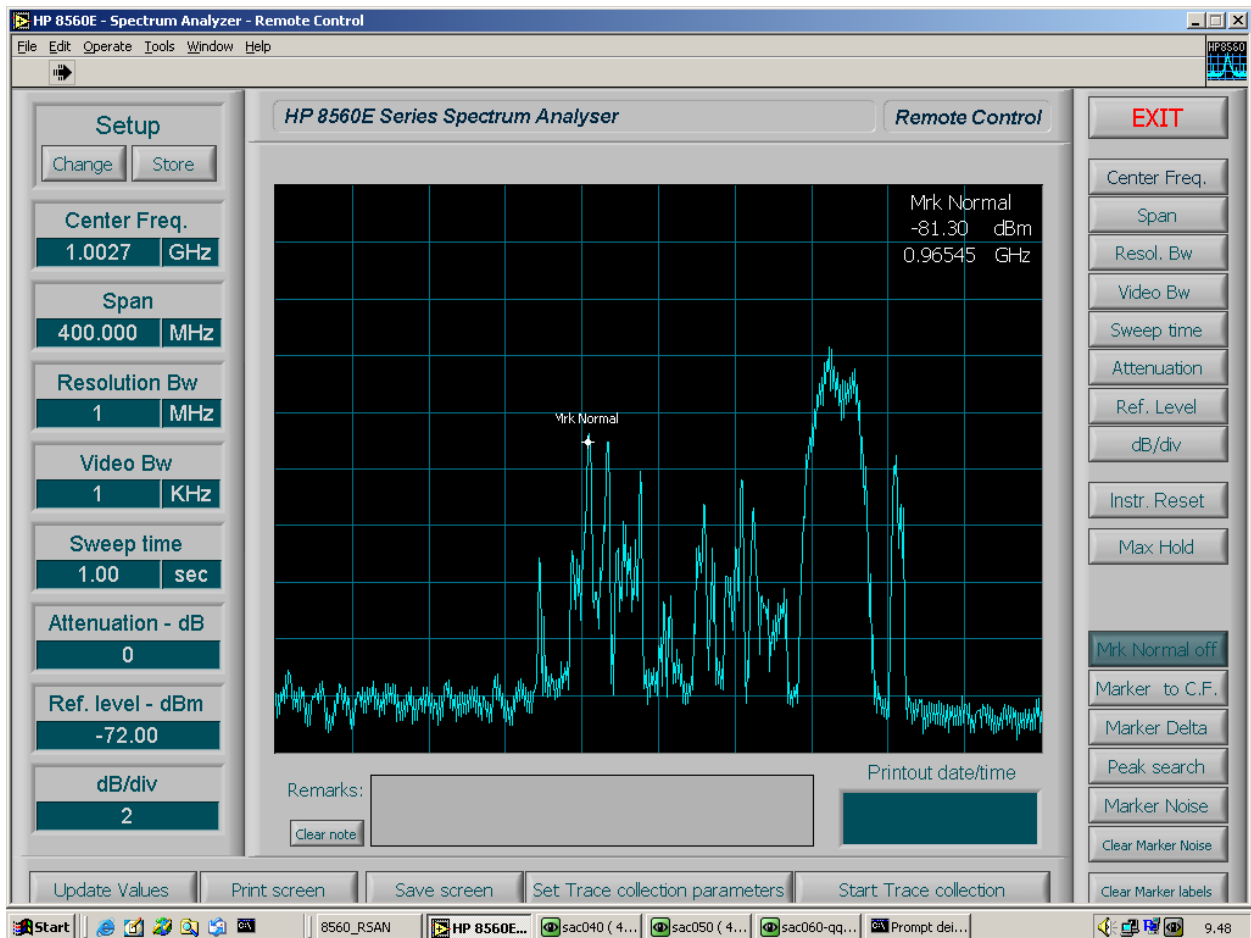 HP 8560E - Spectrum Analyzer - Remote Control
File Edit Operate Tools Window Help
HP8560
Setup
Change Store
Center Freq.
1.0027 GHz
Span
400.000 MHz
Resolution Bw
1 MHz
Video Bw
1 KHz
Sweep time
1.00 sec
Attenuation - dB
0
Ref. level - dBm
-72.00
dB/div
2
HP 8560E Series Spectrum Analyser
Remote Control
Mrk Normal
-81.30 dBm
0.96545 GHz
Mrk Normal
Remarks:
Clear note
Printout date/time
EXIT
Center Freq.
Span
Resol. Bw
Video Bw
Sweep time
Attenuation
Ref. Level
dB/div
Instr. Reset
Max Hold
Mrk Normal off
Marker to C.F.
Marker Delta
Peak search
Marker Noise
Clear Marker Noise
Clear Marker labels
Update Values Print screen Save screen Set Trace collection parameters Start Trace collection
Start 8560_RSAN HP 8560E... sac040 ( 4... sac050 ( 4... sac060-qq... Prompt dei... 9.48